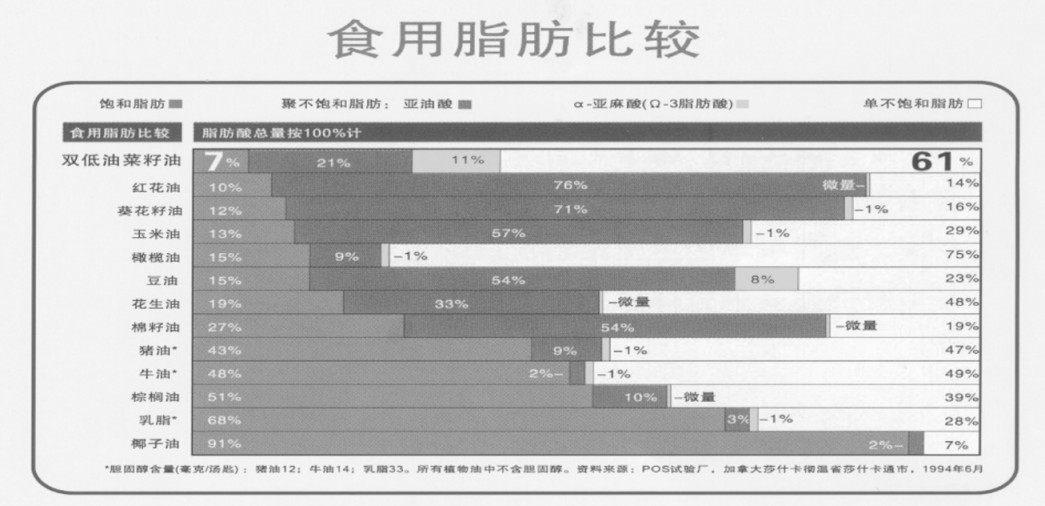 食用脂肪比较
饱和脂肪 聚不饱和脂肪： 亚油酸 α-亚麻酸(Ω-3脂肪酸) 单不饱和脂肪
食用脂肪比较 脂肪酸总量按100%计
双低油菜籽油 7% 21% 11% 61%
红花油 10% 76% 微量– 14%
葵花籽油 12% 71% –1% 16%
玉米油 13% 57% –1% 29%
橄榄油 15% 9% –1% 75%
豆油 15% 54% 8% 23%
花生油 19% 33% –微量 48%
棉籽油 27% 54% –微量 19%
猪油* 43% 9% –1% 47%
牛油* 48% 2%– –1% 49%
棕榈油 51% 10% –微量 39%
乳脂* 68% 3% –1% 28%
椰子油 91% 2%– 7%
*胆固醇含量(毫克/汤匙)：猪油12；牛油14；乳脂33。所有植物油中不含胆固醇。资料来源：POS试验厂，加拿大莎什卡彻温省莎什卡通市，1994年6月